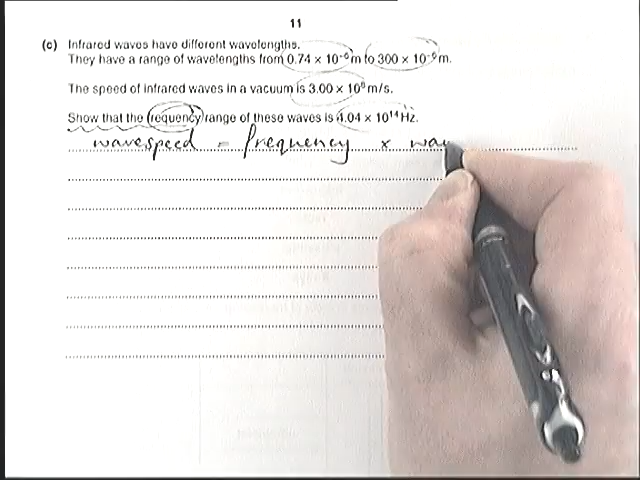 11
(c) Infrared waves have different wavelengths.
They have a range of wavelengths from 0.74 × 10⁻⁶ m to 300 × 10⁻⁶ m.
The speed of infrared waves in a vacuum is 3.00 × 10⁸ m/s.
Show that the frequency range of these waves is 4.04 × 10¹⁴ Hz.
wavespeed = frequency × wav